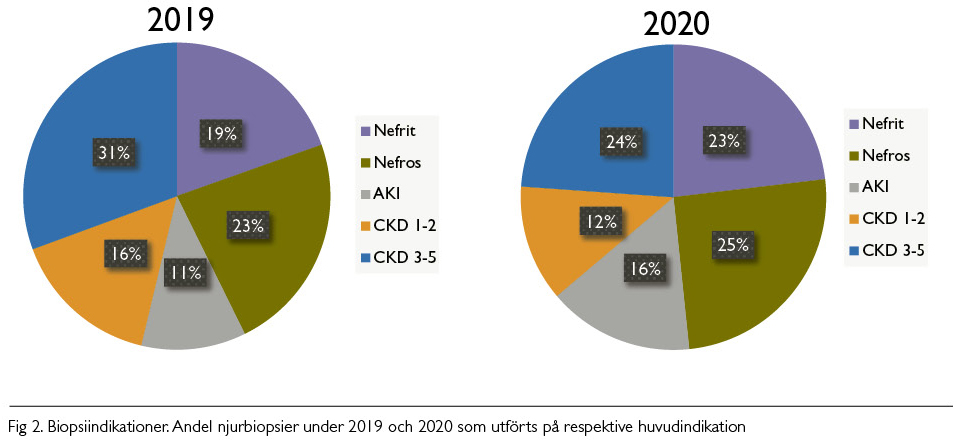 2019
19%
23%
11%
16%
31%
Nefrit
Nefros
AKI
CKD 1-2
CKD 3-5
2020
23%
25%
16%
12%
24%
Nefrit
Nefros
AKI
CKD 1-2
CKD 3-5
Fig 2. Biopsiindikationer. Andel njurbiopsier under 2019 och 2020 som utförts på respektive huvudindikation